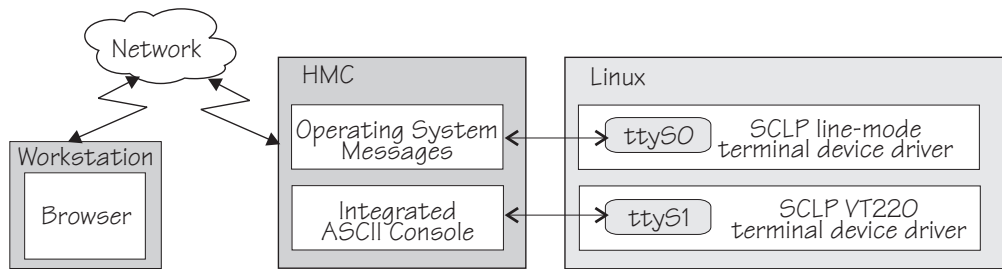 Network
Workstation
Browser
HMC
Operating System
Messages
Integrated
ASCII Console
Linux
ttyS0
SCLP line-mode
terminal device driver
ttyS1
SCLP VT220
terminal device driver